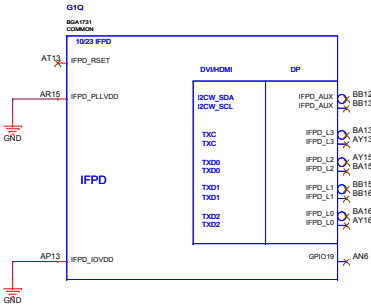 G1Q
BGA1731
COMMON
10/23 IFPD
AT13 IFPD_RSET
DVI/HDMI DP
AR15 IFPD_PLLVDD
I2CW_SDA IFPD_AUX BB12
I2CW_SCL IFPD_AUX BB13
GND
TXC IFPD_L3 BA13
TXC IFPD_L3 AY13
TXD0 IFPD_L2 AY15
TXD0 IFPD_L2 BA15
IFPD
TXD1 IFPD_L1 BB15
TXD1 IFPD_L1 BB16
TXD2 IFPD_L0 BA16
TXD2 IFPD_L0 AY16
AP13 IFPD_IOVDD GPIO19 AN6
GND